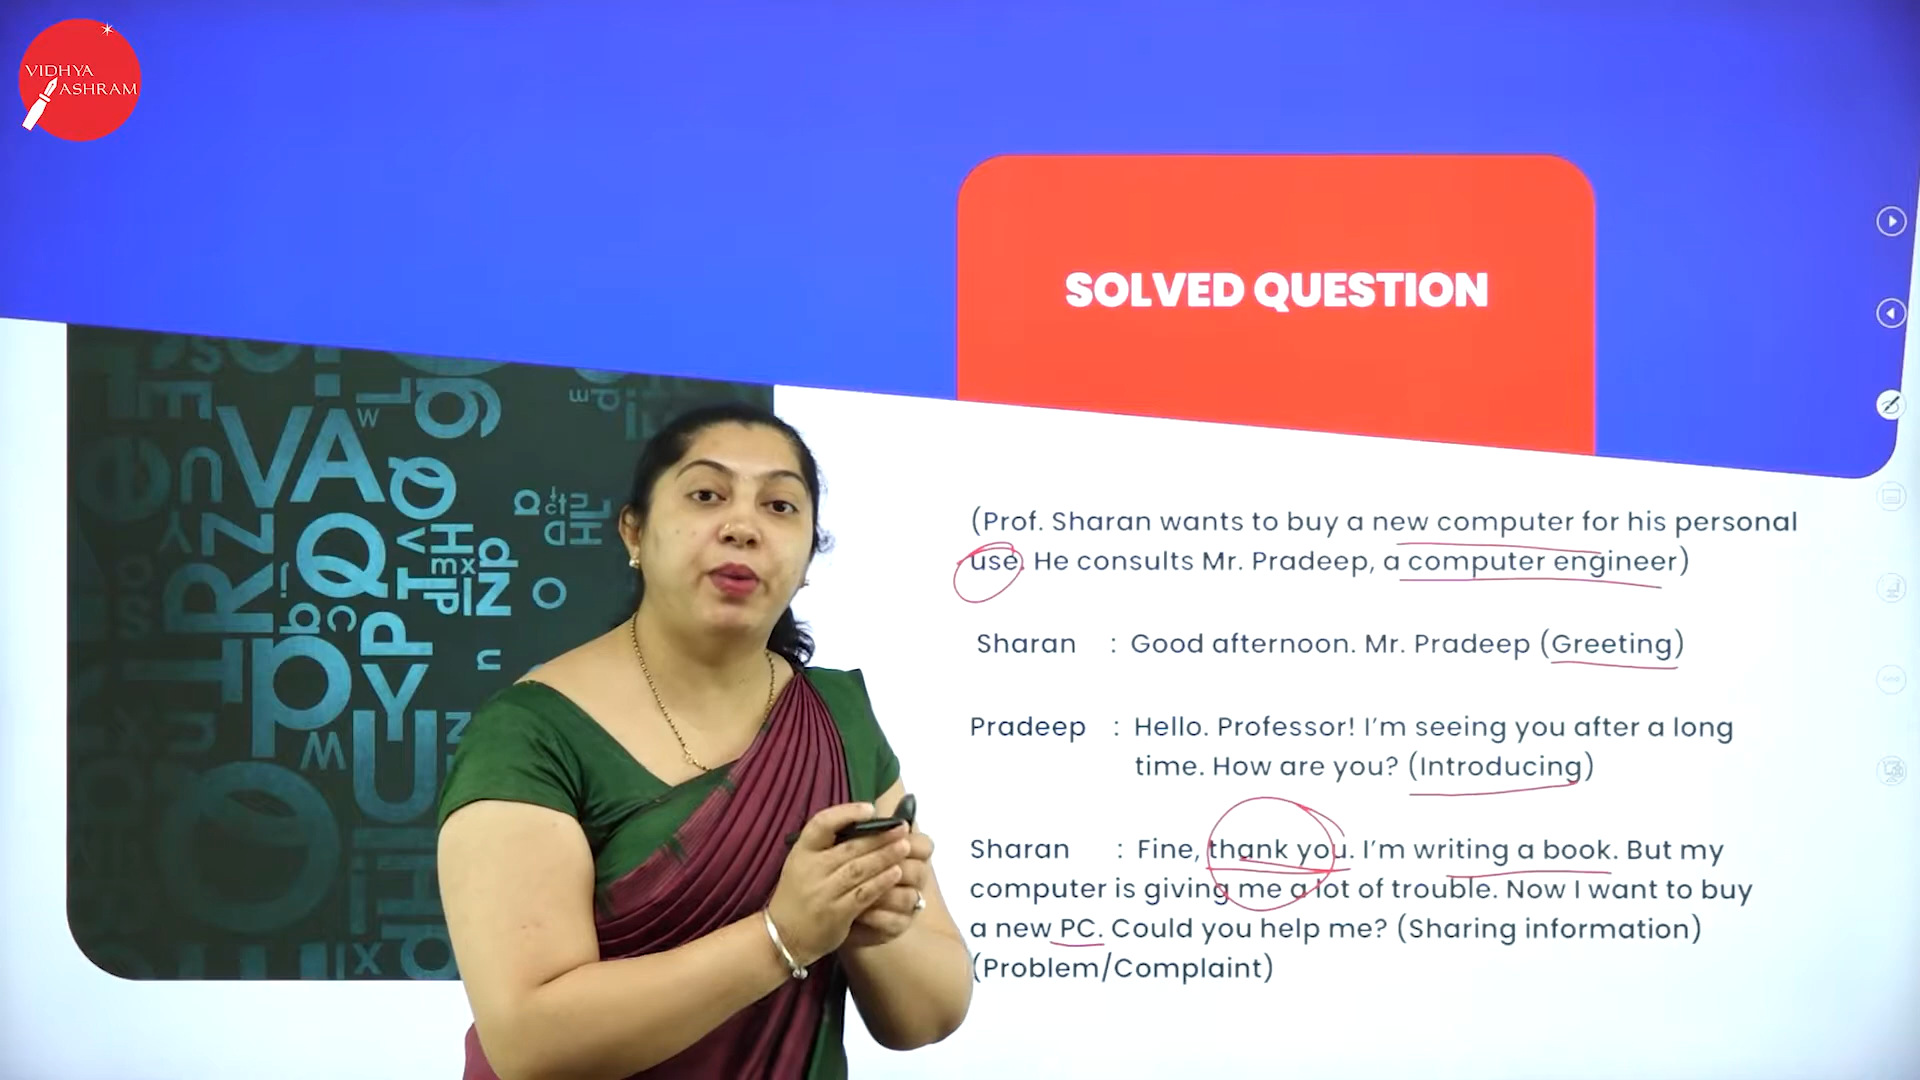 VIDHYA
ASHRAM
SOLVED QUESTION
(Prof. Sharan wants to buy a new computer for his personal
use. He consults Mr. Pradeep, a computer engineer)
Sharan : Good afternoon. Mr. Pradeep (Greeting)
Pradeep : Hello. Professor! I'm seeing you after a long
time. How are you? (Introducing)
Sharan : Fine, thank you. I'm writing a book. But my
computer is giving me a lot of trouble. Now I want to buy
a new PC. Could you help me? (Sharing information)
(Problem/Complaint)